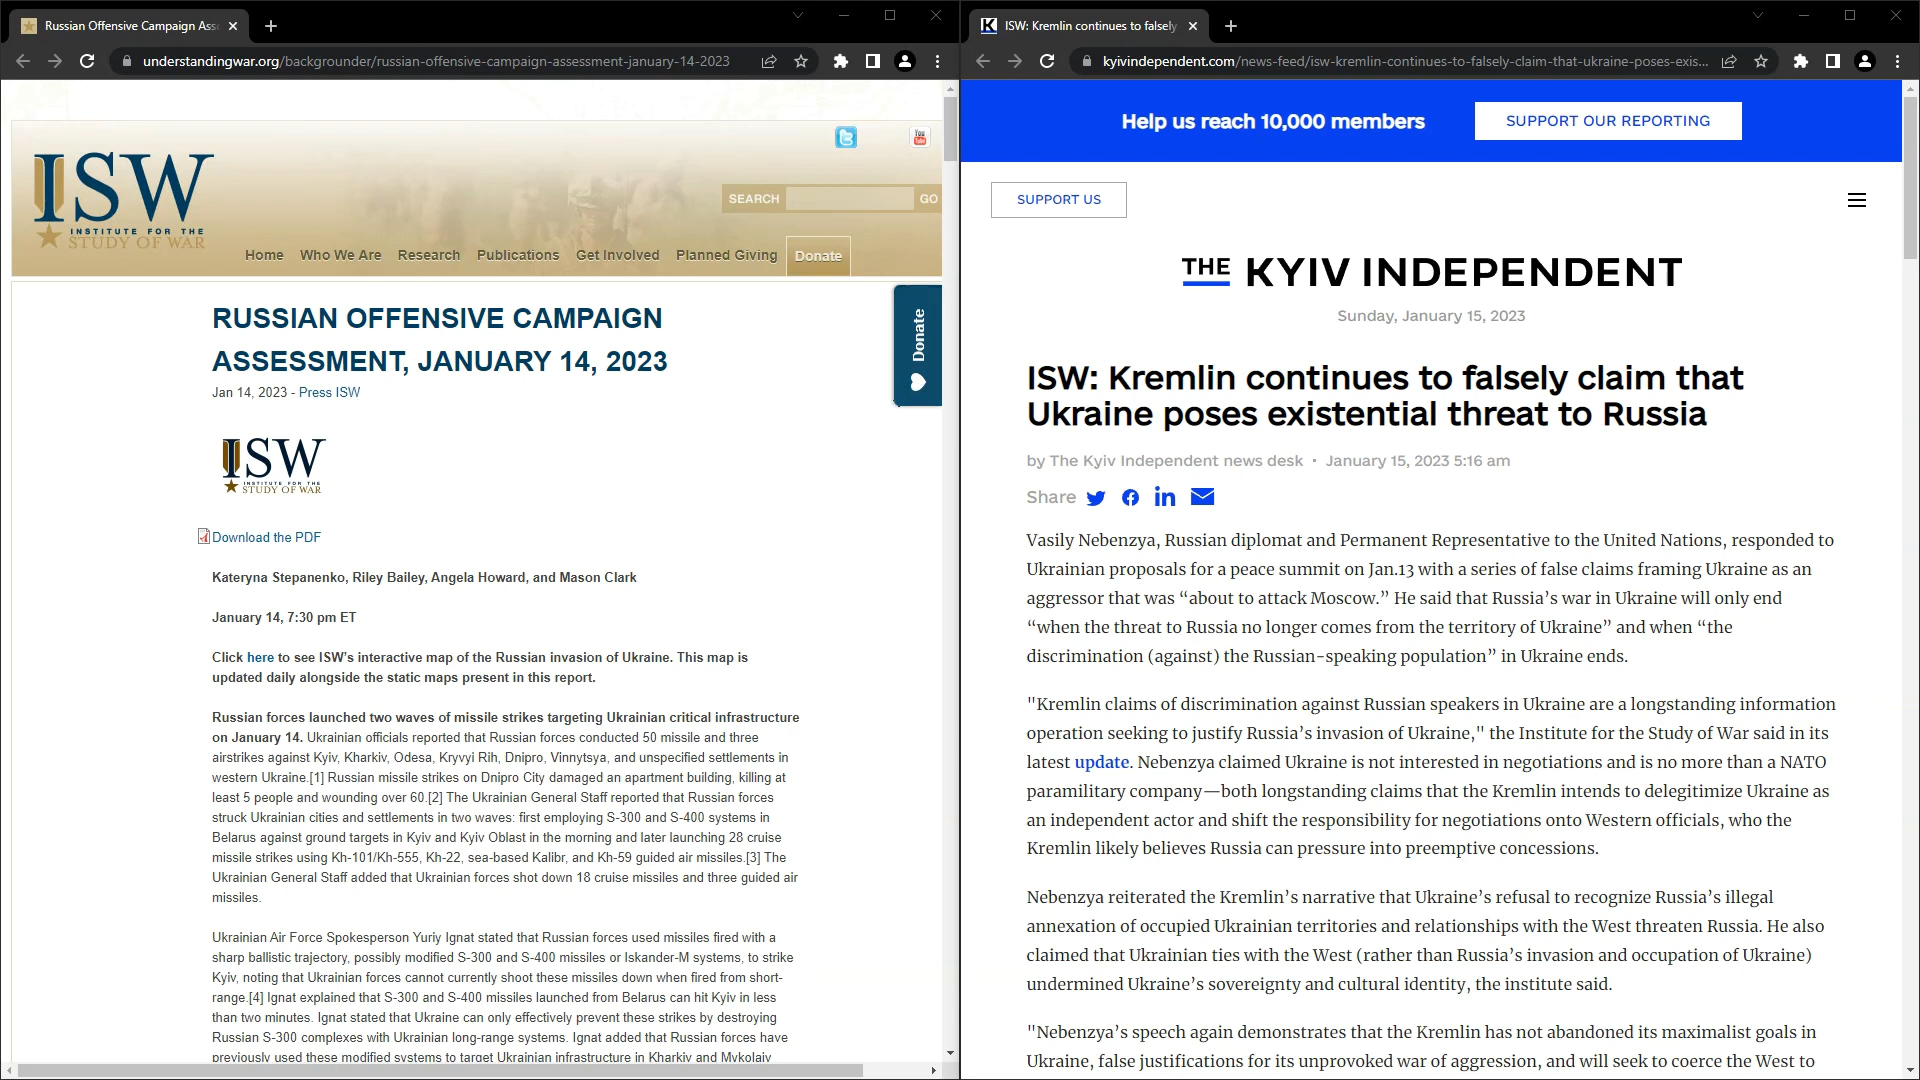 Russian Offensive Campaign Ass
understandingwar.org/backgrounder/russian-offensive-campaign-assessment-january-14-2023
You
Tube
SEARCH
GO
ISW
INSTITUTE FOR THE
STUDY OF WAR
Home Who We Are Research Publications Get Involved Planned Giving Donate
Donate
RUSSIAN OFFENSIVE CAMPAIGN
ASSESSMENT, JANUARY 14, 2023
Jan 14, 2023 - Press ISW
ISW
INSTITUTE FOR THE
STUDY OF WAR
Download the PDF
Kateryna Stepanenko, Riley Bailey, Angela Howard, and Mason Clark
January 14, 7:30 pm ET
Click here to see ISW's interactive map of the Russian invasion of Ukraine. This map is
updated daily alongside the static maps present in this report.
Russian forces launched two waves of missile strikes targeting Ukrainian critical infrastructure
on January 14. Ukrainian officials reported that Russian forces conducted 50 missile and three
airstrikes against Kyiv, Kharkiv, Odesa, Kryvyi Rih, Dnipro, Vinnytsya, and unspecified settlements in
western Ukraine.[1] Russian missile strikes on Dnipro City damaged an apartment building, killing at
least 5 people and wounding over 60.[2] The Ukrainian General Staff reported that Russian forces
struck Ukrainian cities and settlements in two waves: first employing S-300 and S-400 systems in
Belarus against ground targets in Kyiv and Kyiv Oblast in the morning and later launching 28 cruise
missile strikes using Kh-101/Kh-555, Kh-22, sea-based Kalibr, and Kh-59 guided air missiles.[3] The
Ukrainian General Staff added that Ukrainian forces shot down 18 cruise missiles and three guided air
missiles.
Ukrainian Air Force Spokesperson Yuriy Ignat stated that Russian forces used missiles fired with a
sharp ballistic trajectory, possibly modified S-300 and S-400 missiles or Iskander-M systems, to strike
Kyiv, noting that Ukrainian forces cannot currently shoot these missiles down when fired from short-
range.[4] Ignat explained that S-300 and S-400 missiles launched from Belarus can hit Kyiv in less
than two minutes. Ignat stated that Ukraine can only effectively prevent these strikes by destroying
Russian S-300 complexes with Ukrainian long-range systems. Ignat added that Russian forces have
previously used these modified systems to target Ukrainian infrastructure in Kharkiv and Mykolaiv
ISW: Kremlin continues to falsely
kyivindependent.com/news-feed/isw-kremlin-continues-to-falsely-claim-that-ukraine-poses-exis...
Help us reach 10,000 members
SUPPORT OUR REPORTING
SUPPORT US
THE KYIV INDEPENDENT
Sunday, January 15, 2023
ISW: Kremlin continues to falsely claim that
Ukraine poses existential threat to Russia
by The Kyiv Independent news desk · January 15, 2023 5:16 am
Share
Vasily Nebenzya, Russian diplomat and Permanent Representative to the United Nations, responded to
Ukrainian proposals for a peace summit on Jan.13 with a series of false claims framing Ukraine as an
aggressor that was “about to attack Moscow.” He said that Russia’s war in Ukraine will only end
“when the threat to Russia no longer comes from the territory of Ukraine” and when “the
discrimination (against) the Russian-speaking population” in Ukraine ends.
"Kremlin claims of discrimination against Russian speakers in Ukraine are a longstanding information
operation seeking to justify Russia’s invasion of Ukraine," the Institute for the Study of War said in its
latest update. Nebenzya claimed Ukraine is not interested in negotiations and is no more than a NATO
paramilitary company—both longstanding claims that the Kremlin intends to delegitimize Ukraine as
an independent actor and shift the responsibility for negotiations onto Western officials, who the
Kremlin likely believes Russia can pressure into preemptive concessions.
Nebenzya reiterated the Kremlin’s narrative that Ukraine’s refusal to recognize Russia’s illegal
annexation of occupied Ukrainian territories and relationships with the West threaten Russia. He also
claimed that Ukrainian ties with the West (rather than Russia’s invasion and occupation of Ukraine)
undermined Ukraine’s sovereignty and cultural identity, the institute said.
"Nebenzya’s speech again demonstrates that the Kremlin has not abandoned its maximalist goals in
Ukraine, false justifications for its unprovoked war of aggression, and will seek to coerce the West to